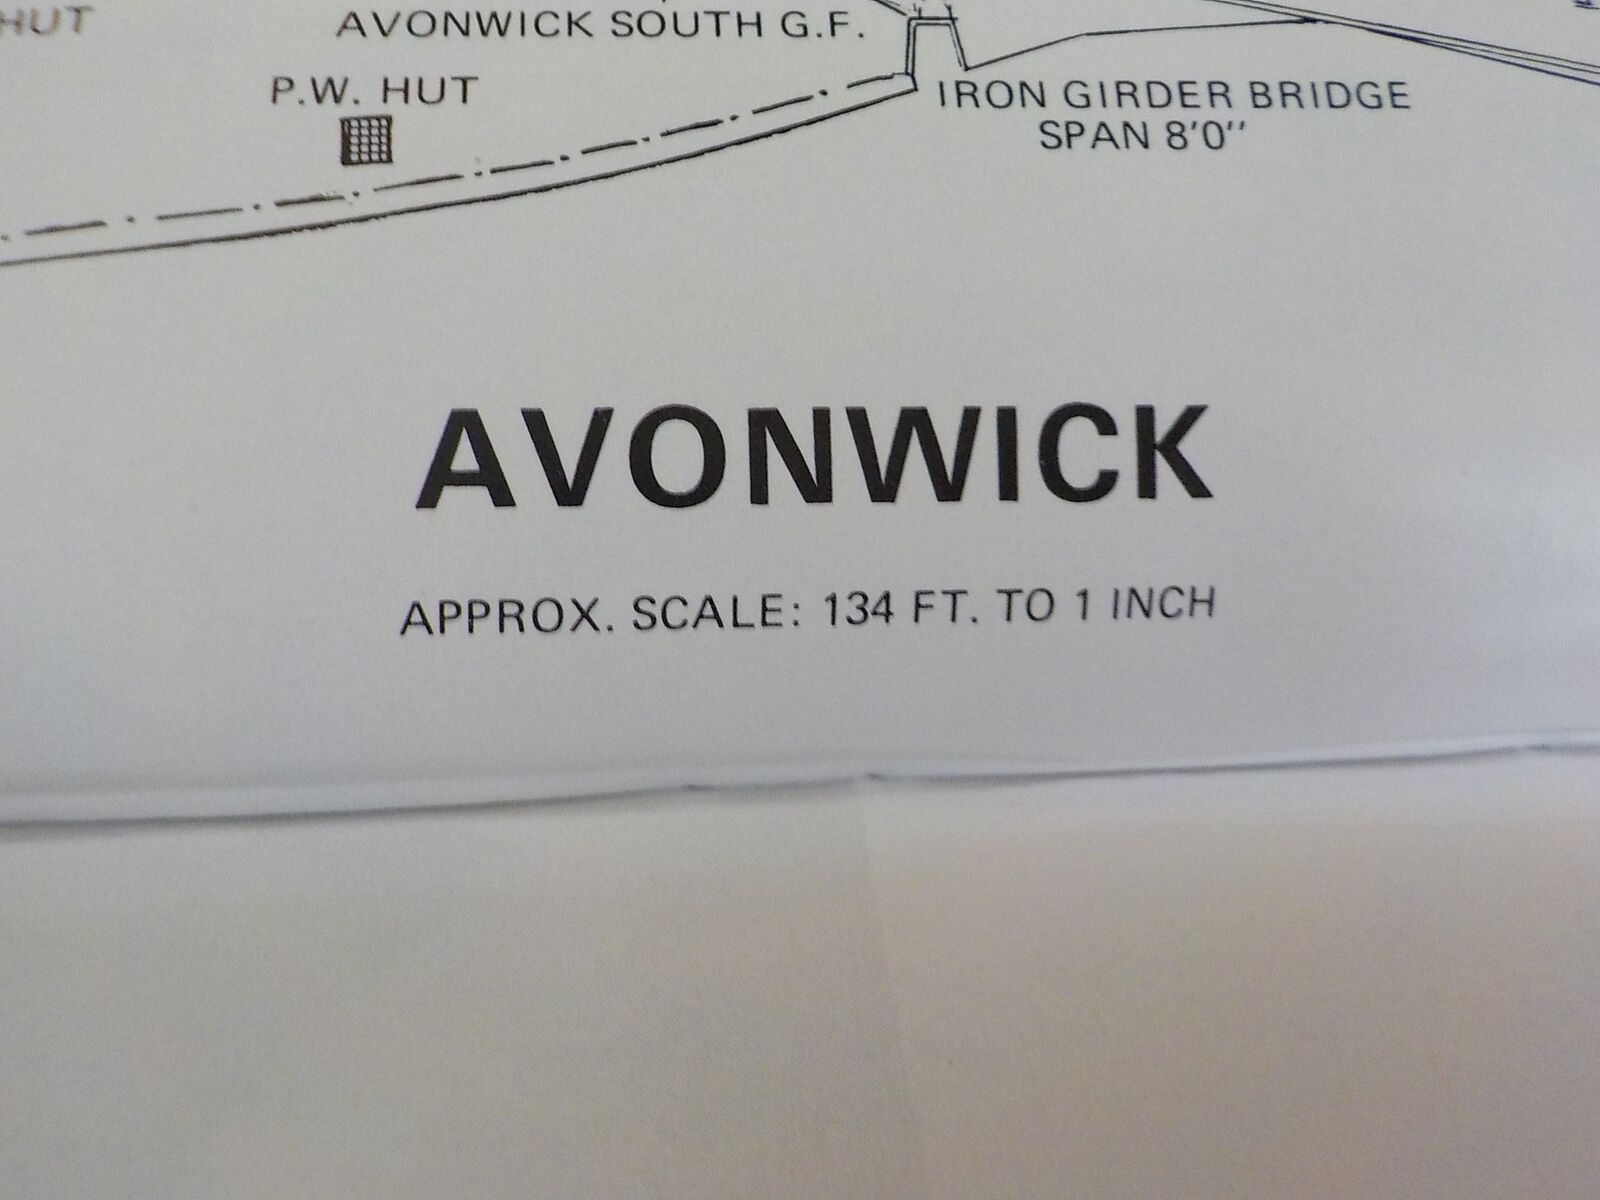 HUT
AVONWICK SOUTH G.F.
P.W. HUT
IRON GIRDER BRIDGE
SPAN 8'0''
AVONWICK
APPROX. SCALE: 134 FT. TO 1 INCH